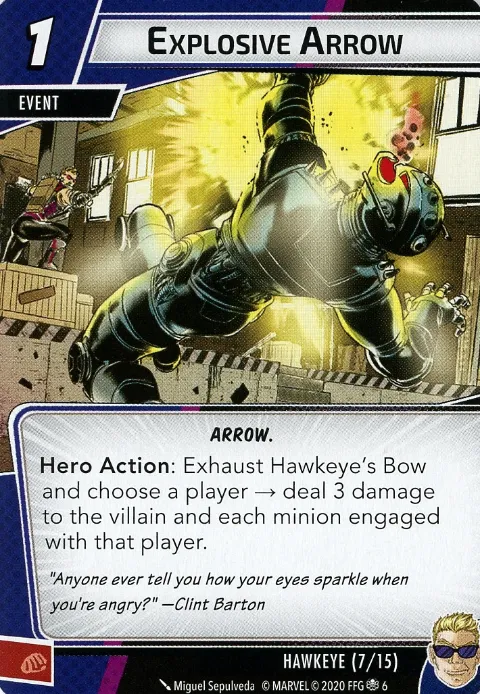 1
EXPLOSIVE ARROW
EVENT
ARROW.
Hero Action: Exhaust Hawkeye's Bow
and choose a player → deal 3 damage
to the villain and each minion engaged
with that player.
"Anyone ever tell you how your eyes sparkle when
you're angry?" —Clint Barton
HAWKEYE (7/15)
Miguel Sepulveda © MARVEL © 2020 FFG 6